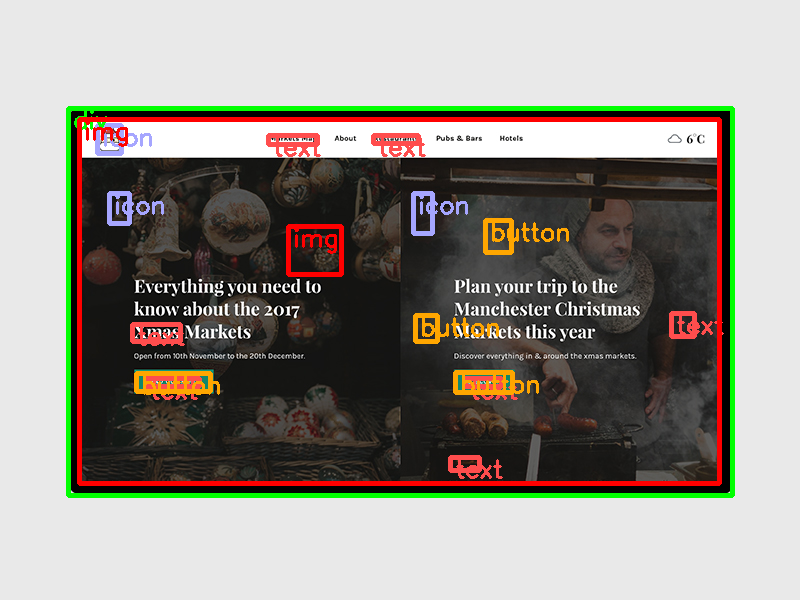 div
img
icon
text
About
text
Pubs & Bars
Hotels
6°C
icon
icon
button
img
Everything you need to
know about the 2017
Xmas Markets
text
Open from 10th November to the 20th December.
button
text
Plan your trip to the
Manchester Christmas
Markets this year
button
text
Discover everything in & around the xmas markets.
button
text
text